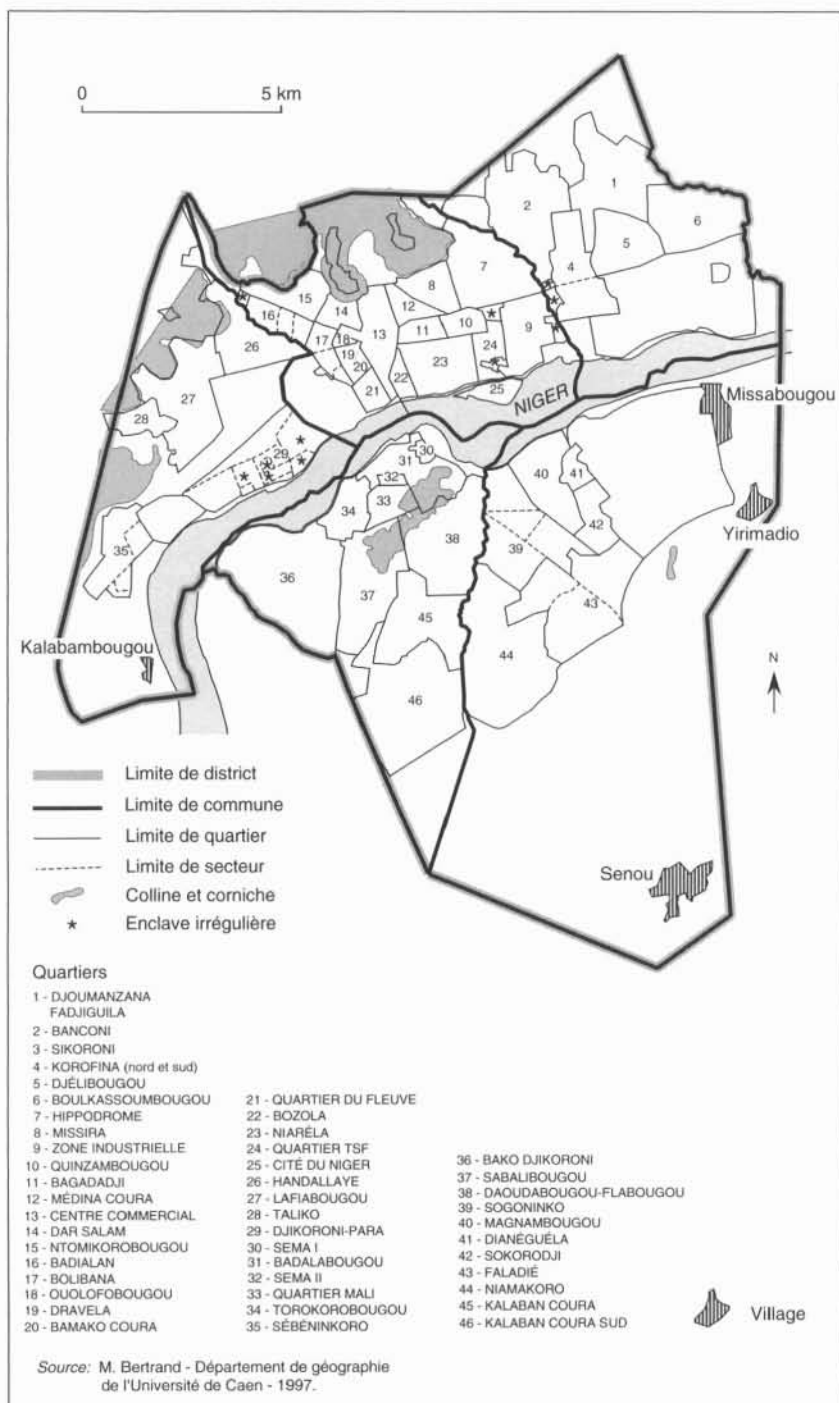 0 5 km
1
2
6
5
7
4
8
15
14
12
16
10
11
9
24
13
17
18
26
19
20
23
22
21
25
27
NIGER
Missabougou
28
29
30
31
40
41
32
33
34
42
Yirimadio
38
39
35
36
37
43
45
Kalabambougou
44
N
46
Limite de district
Limite de commune
Limite de quartier
Limite de secteur
Senou
Colline et corniche
* Enclave irrégulière
Quartiers
1 - DJOUMANZANA
FADJIGUILA
2 - BANCONI
3 - SIKORONI
4 - KOROFINA (nord et sud)
5 - DJÉLIBOUGOU
6 - BOULKASSOUMBOUGOU
7 - HIPPODROME
8 - MISSIRA
9 - ZONE INDUSTRIELLE
10 - QUINZAMBOUGOU
11 - BAGADADJI
12 - MÉDINA COURA
13 - CENTRE COMMERCIAL
14 - DAR SALAM
15 - NTOMIKOROBOUGOU
16 - BADIALAN
17 - BOLIBANA
18 - OUOLOFOBOUGOU
19 - DRAVELA
20 - BAMAKO COURA
21 - QUARTIER DU FLEUVE
22 - BOZOLA
23 - NIARÉLA
24 - QUARTIER TSF
25 - CITÉ DU NIGER
26 - HANDALLAYE
27 - LAFIABOUGOU
28 - TALIKO
29 - DJIKORONI-PARA
30 - SEMA I
31 - BADALABOUGOU
32 - SEMA II
33 - QUARTIER MALI
34 - TOROKOROBOUGOU
35 - SÉBÉNINKORO
36 - BAKO DJIKORONI
37 - SABALIBOUGOU
38 - DAOUDABOUGOU-FLABOUGOU
39 - SOGONINKO
40 - MAGNAMBOUGOU
41 - DIANÉGUÉLA
42 - SOKORODJI
43 - FALADIÉ
44 - NIAMAKORO
45 - KALABAN COURA
46 - KALABAN COURA SUD
Village
Source: M. Bertrand - Département de géographie
de l'Université de Caen - 1997.